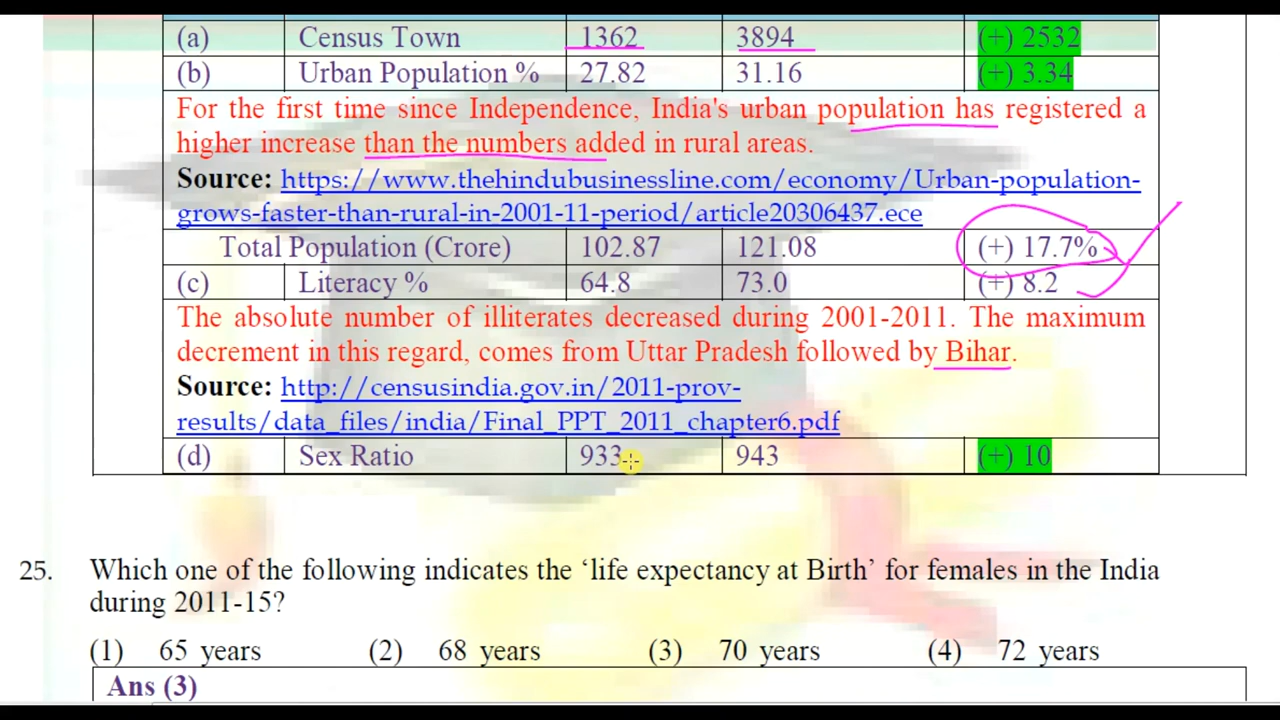 (a) Census Town 1362 3894 (+) 2532
(b) Urban Population % 27.82 31.16 (+) 3.34
For the first time since Independence, India's urban population has registered a
higher increase than the numbers added in rural areas.
Source: https://www.thehindubusinessline.com/economy/Urban-population-
grows-faster-than-rural-in-2001-11-period/article20306437.ece
Total Population (Crore) 102.87 121.08 (+) 17.7%
(c) Literacy % 64.8 73.0 (+) 8.2
The absolute number of illiterates decreased during 2001-2011. The maximum
decrement in this regard, comes from Uttar Pradesh followed by Bihar.
Source: http://censusindia.gov.in/2011-prov-
results/data_files/india/Final_PPT_2011_chapter6.pdf
(d) Sex Ratio 933 943 (+) 10
25. Which one of the following indicates the ‘life expectancy at Birth’ for females in the India
during 2011-15?
(1) 65 years (2) 68 years (3) 70 years (4) 72 years
Ans (3)